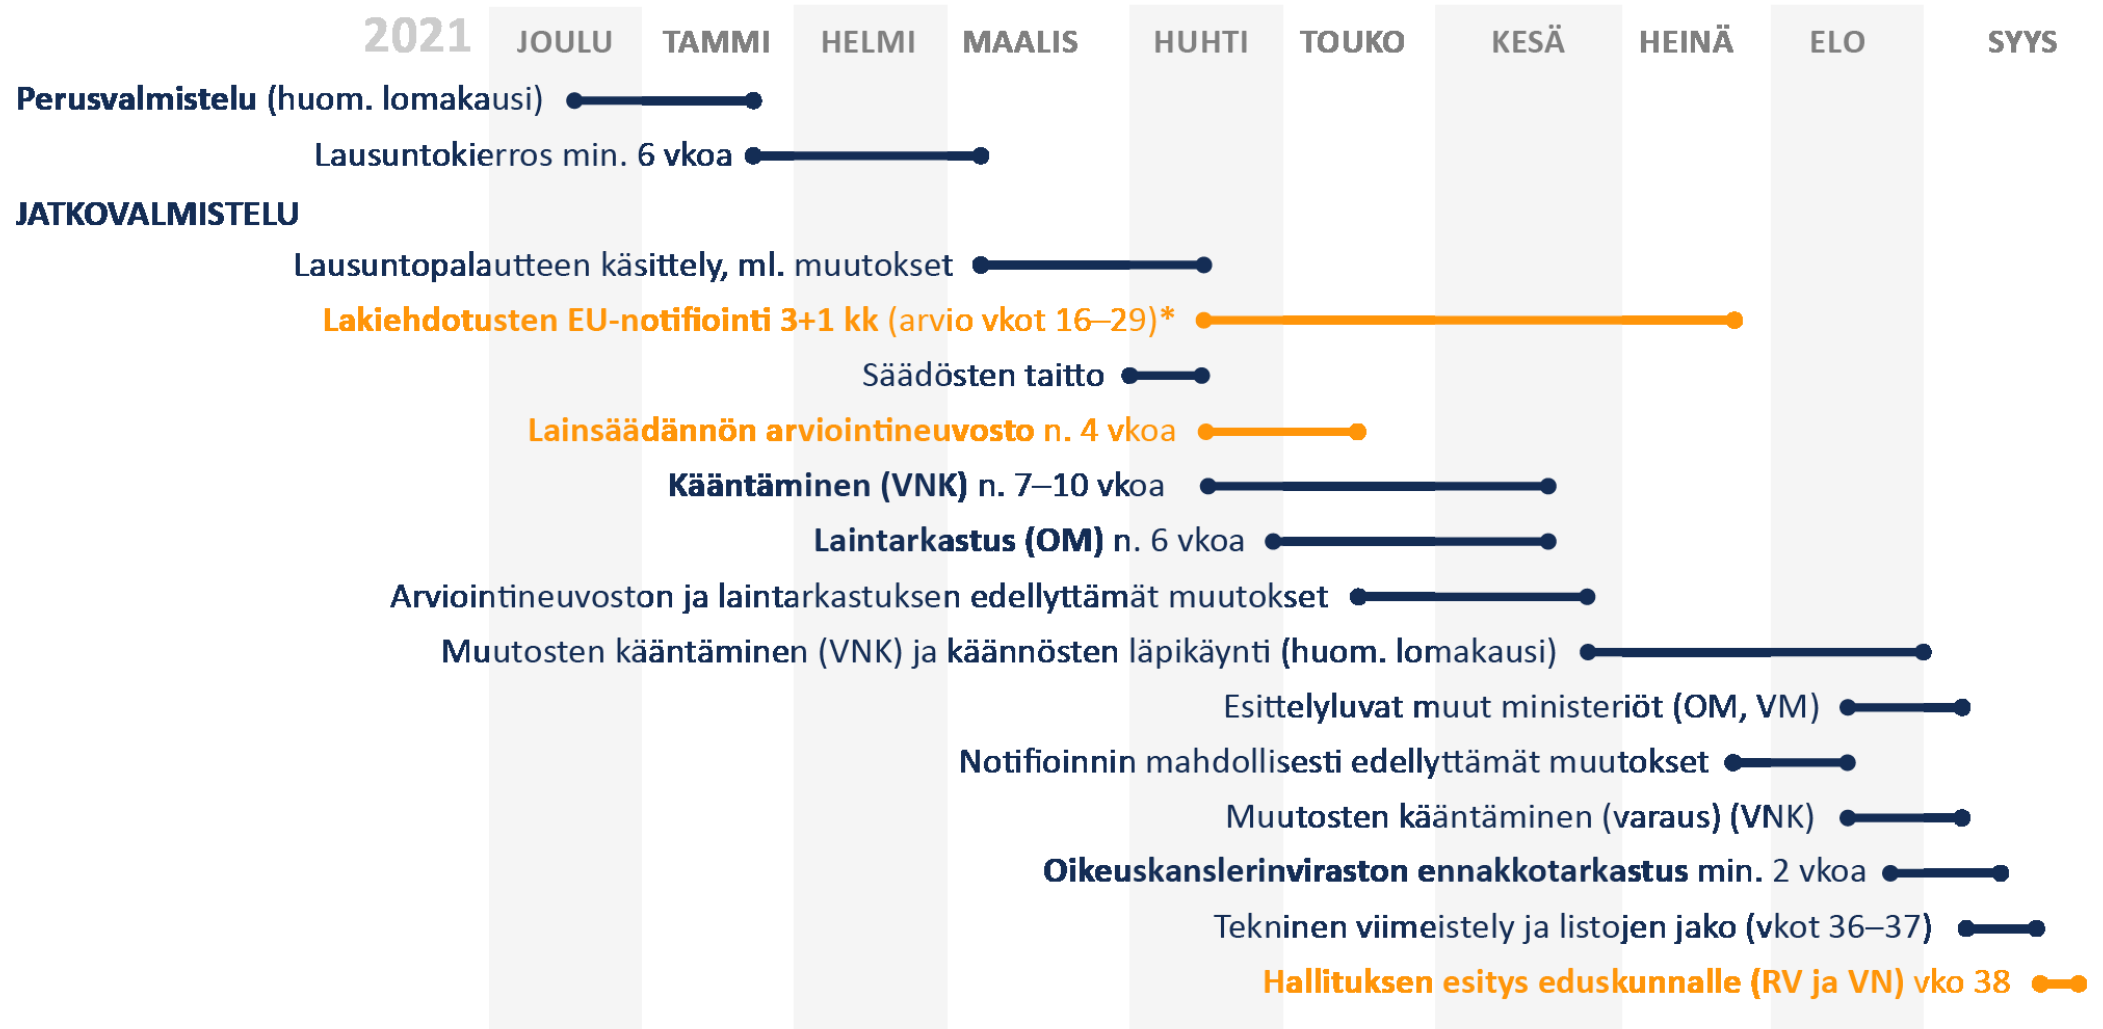 2021 JOULU TAMMI HELMI MAALIS HUHTI TOUKO KESÄ HEINÄ ELO SYYS
Perusvalmistelu (huom. lomakausi)
Lausuntokierros min. 6 vkoa
JATKOVALMISTELU
Lausuntopalautteen käsittely, ml. muutokset
Lakiehdotusten EU-notifiointi 3+1 kk (arvio vkot 16–29)*
Säädösten taitto
Lainsäädännön arviointineuvosto n. 4 vkoa
Kääntäminen (VNK) n. 7–10 vkoa
Laintarkastus (OM) n. 6 vkoa
Arviointineuvoston ja laintarkastuksen edellyttämät muutokset
Muutosten kääntäminen (VNK) ja käännösten läpikäynti (huom. lomakausi)
Esittelyluvat muut ministeriöt (OM, VM)
Notifioinnin mahdollisesti edellyttämät muutokset
Muutosten kääntäminen (varaus) (VNK)
Oikeuskanslerinviraston ennakkotarkastus min. 2 vkoa
Tekninen viimeistely ja listojen jako (vkot 36–37)
Hallituksen esitys eduskunnalle (RV ja VN) vko 38